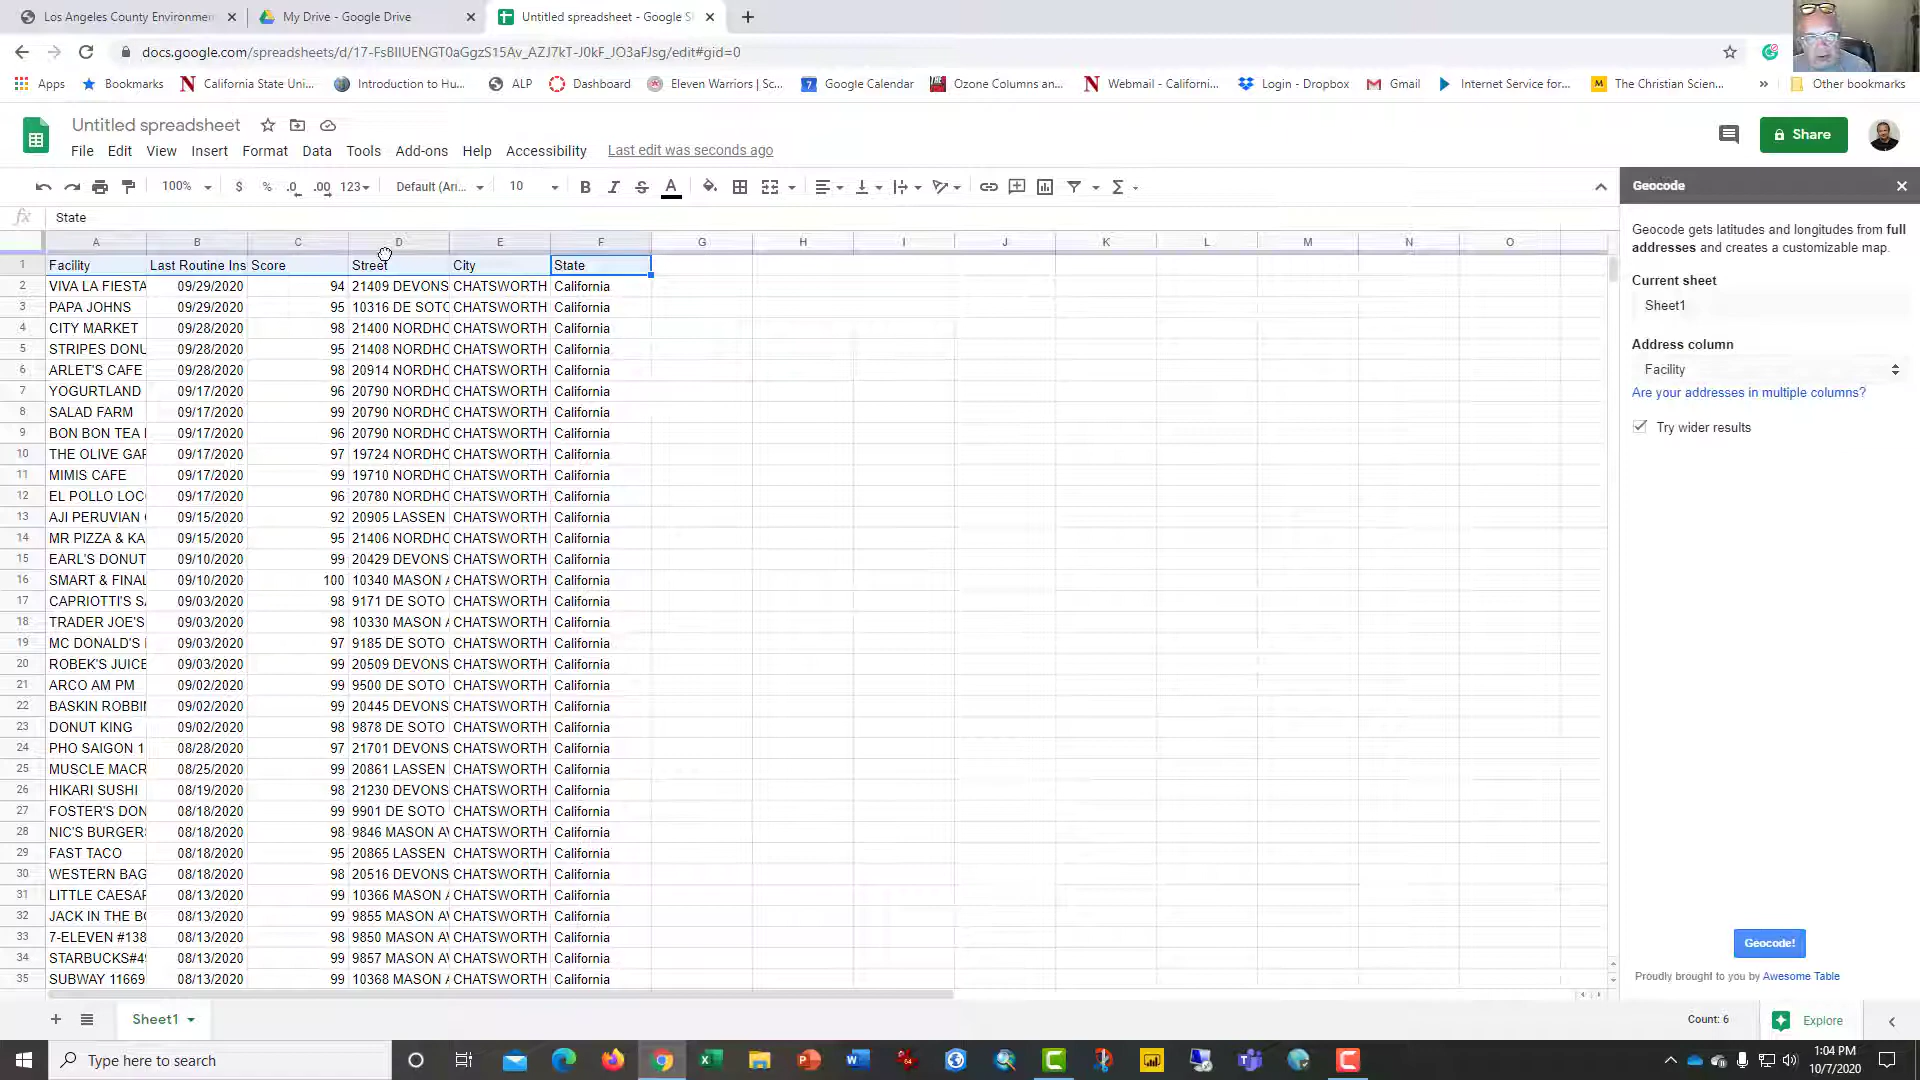 Los Angeles County Environmen
My Drive - Google Drive
Untitled spreadsheet - Google S
docs.google.com/spreadsheets/d/17-FsBIIUENGT0aGgzS15Av_AZJ7kT-J0kF_JO3aFJsg/edit#gid=0
Apps Bookmarks California State Uni... Introduction to Hu... ALP Dashboard Eleven Warriors | Sc... Google Calendar Ozone Columns an... Webmail - Californi... Login - Dropbox Gmail Internet Service for... The Christian Scien... » Other bookmarks
Untitled spreadsheet
Share
File Edit View Insert Format Data Tools Add-ons Help Accessibility Last edit was seconds ago
100% $ % .0 .00 123 Default (Ari... 10 B I S A
Geocode
fx State
A B C D E F G H I J K L M N O
1 Facility Last Routine Ins Score Street City State
2 VIVA LA FIESTA 09/29/2020 94 21409 DEVONS CHATSWORTH California
3 PAPA JOHNS 09/29/2020 95 10316 DE SOTO CHATSWORTH California
4 CITY MARKET 09/28/2020 98 21400 NORDHO CHATSWORTH California
5 STRIPES DONU 09/28/2020 95 21408 NORDHO CHATSWORTH California
6 ARLET'S CAFE 09/28/2020 98 20914 NORDHO CHATSWORTH California
7 YOGURTLAND 09/17/2020 96 20790 NORDHO CHATSWORTH California
8 SALAD FARM 09/17/2020 99 20790 NORDHO CHATSWORTH California
9 BON BON TEA 09/17/2020 96 20790 NORDHO CHATSWORTH California
10 THE OLIVE GAR 09/17/2020 97 19724 NORDHO CHATSWORTH California
11 MIMIS CAFE 09/17/2020 99 19710 NORDHO CHATSWORTH California
12 EL POLLO LOC 09/17/2020 96 20780 NORDHO CHATSWORTH California
13 AJI PERUVIAN 09/15/2020 92 20905 LASSEN CHATSWORTH California
14 MR PIZZA & KA 09/15/2020 95 21406 NORDHO CHATSWORTH California
15 EARL'S DONUT 09/10/2020 99 20429 DEVONS CHATSWORTH California
16 SMART & FINAL 09/10/2020 100 10340 MASON A CHATSWORTH California
17 CAPRIOTTI'S S 09/03/2020 98 9171 DE SOTO CHATSWORTH California
18 TRADER JOE'S 09/03/2020 98 10330 MASON A CHATSWORTH California
19 MC DONALD'S 09/03/2020 97 9185 DE SOTO CHATSWORTH California
20 ROBEK'S JUICE 09/03/2020 99 20509 DEVONS CHATSWORTH California
21 ARCO AM PM 09/02/2020 99 9500 DE SOTO CHATSWORTH California
22 BASKIN ROBBI 09/02/2020 99 20445 DEVONS CHATSWORTH California
23 DONUT KING 09/02/2020 98 9878 DE SOTO CHATSWORTH California
24 PHO SAIGON 1 08/28/2020 97 21701 DEVONS CHATSWORTH California
25 MUSCLE MACR 08/25/2020 99 20861 LASSEN CHATSWORTH California
26 HIKARI SUSHI 08/19/2020 98 21230 DEVONS CHATSWORTH California
27 FOSTER'S DON 08/18/2020 99 9901 DE SOTO CHATSWORTH California
28 NIC'S BURGER 08/18/2020 98 9846 MASON AV CHATSWORTH California
29 FAST TACO 08/18/2020 95 20865 LASSEN CHATSWORTH California
30 WESTERN BAG 08/18/2020 98 20516 DEVONS CHATSWORTH California
31 LITTLE CAESAR 08/13/2020 99 10366 MASON A CHATSWORTH California
32 JACK IN THE BO 08/13/2020 99 9855 MASON AV CHATSWORTH California
33 7-ELEVEN #138 08/13/2020 98 9850 MASON AV CHATSWORTH California
34 STARBUCKS#49 08/13/2020 99 9857 MASON AV CHATSWORTH California
35 SUBWAY 11669 08/13/2020 99 10368 MASON A CHATSWORTH California
Geocode gets latitudes and longitudes from full
addresses and creates a customizable map.
Current sheet
Sheet1
Address column
Facility
Are your addresses in multiple columns?
Try wider results
Geocode!
Proudly brought to you by Awesome Table
Sheet1
Count: 6
Explore
Type here to search
1:04 PM
10/7/2020